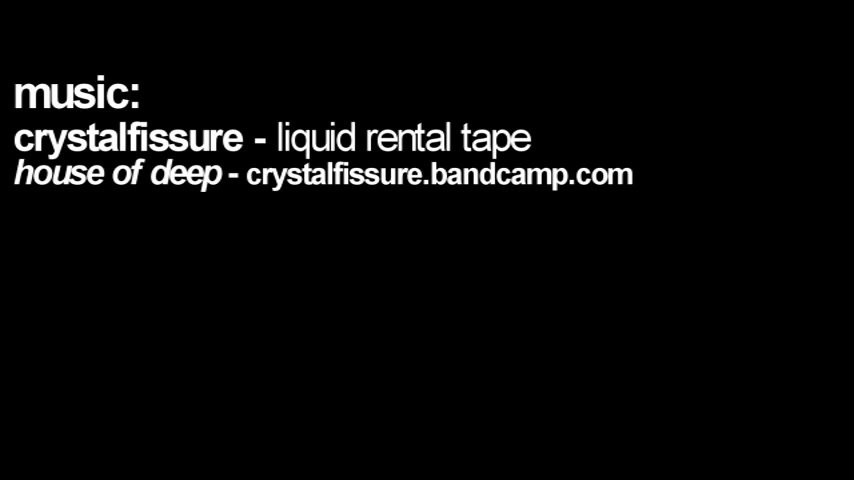 music:
crystalfissure - liquid rental tape
house of deep - crystalfissure.bandcamp.com